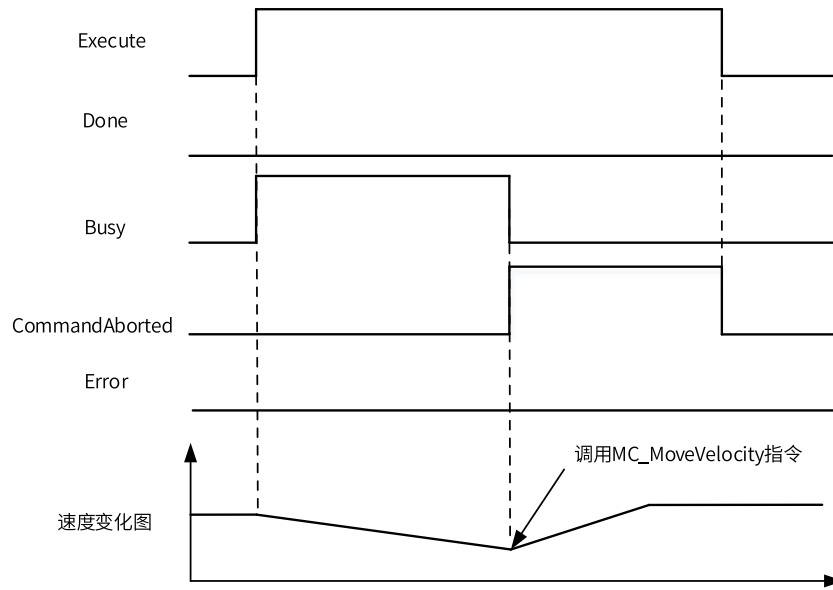 Execute
Done
Busy
CommandAborted
Error
调用MC_MoveVelocity指令
速度变化图